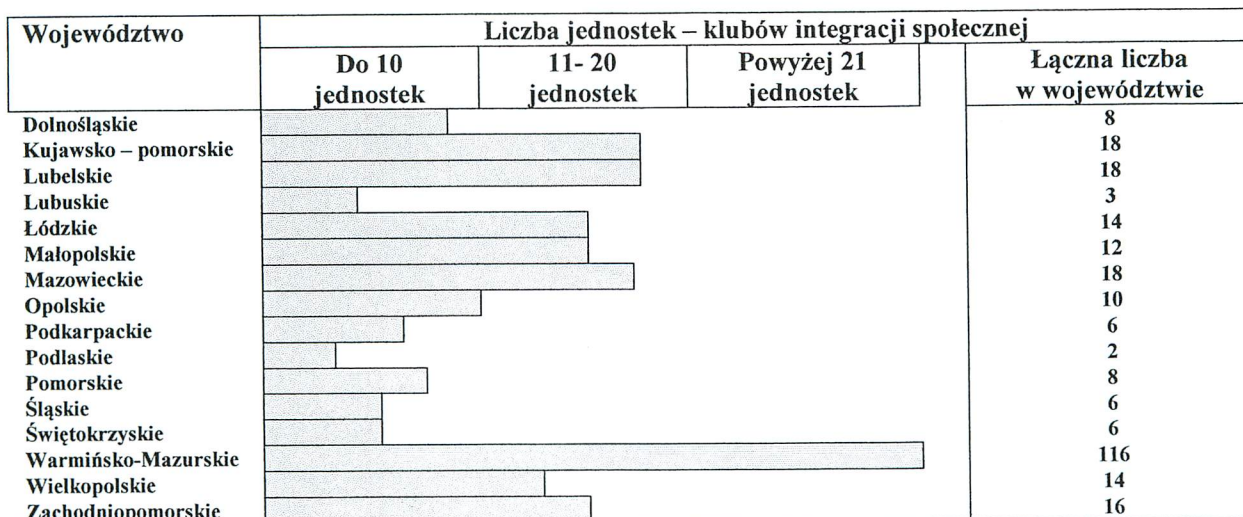 Województwo
Liczba jednostek – klubów integracji społecznej
Do 10 jednostek
11- 20 jednostek
Powyżej 21 jednostek
Łączna liczba w województwie
Dolnośląskie 8
Kujawsko – pomorskie 18
Lubelskie 18
Lubuskie 3
Łódzkie 14
Małopolskie 12
Mazowieckie 18
Opolskie 10
Podkarpackie 6
Podlaskie 2
Pomorskie 8
Śląskie 6
Świętokrzyskie 6
Warmińsko-Mazurskie 116
Wielkopolskie 14
Zachodniopomorskie 16